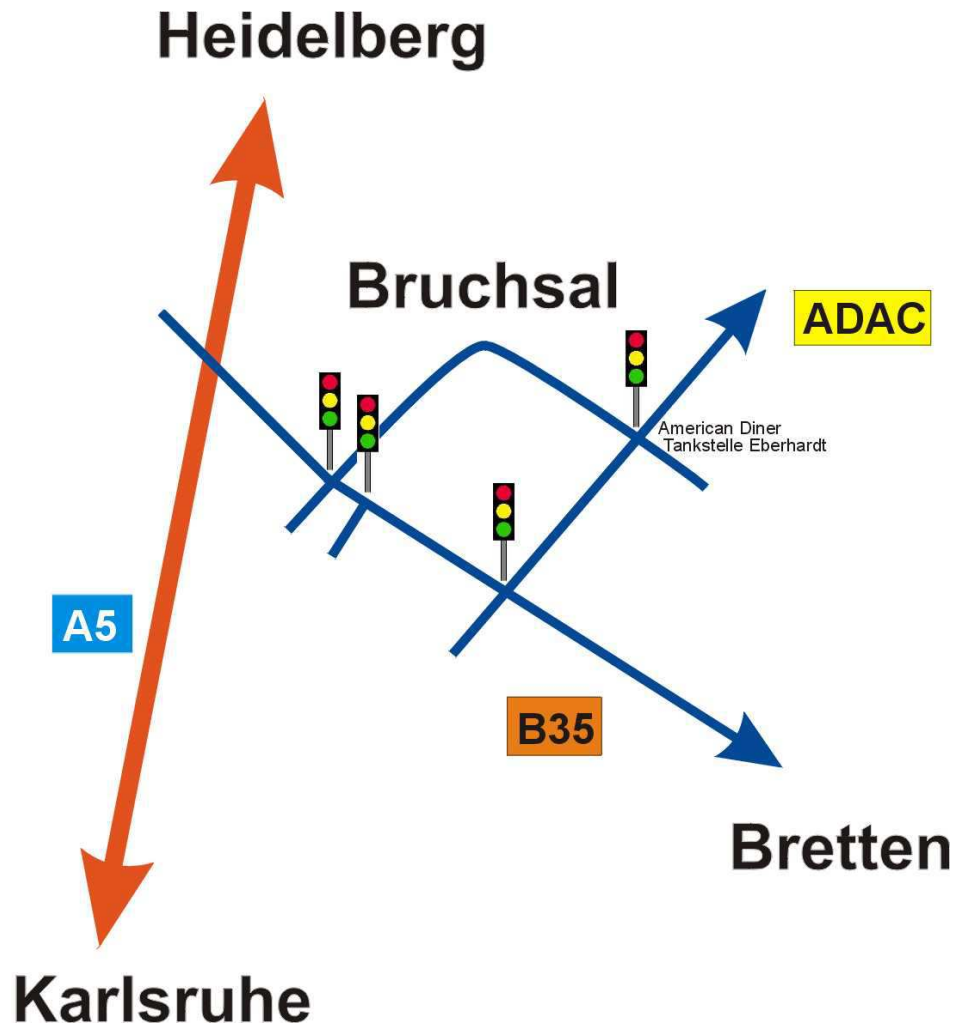 Heidelberg
Bruchsal
ADAC
American Diner
Tankstelle Eberhardt
A5
B35
Bretten
Karlsruhe